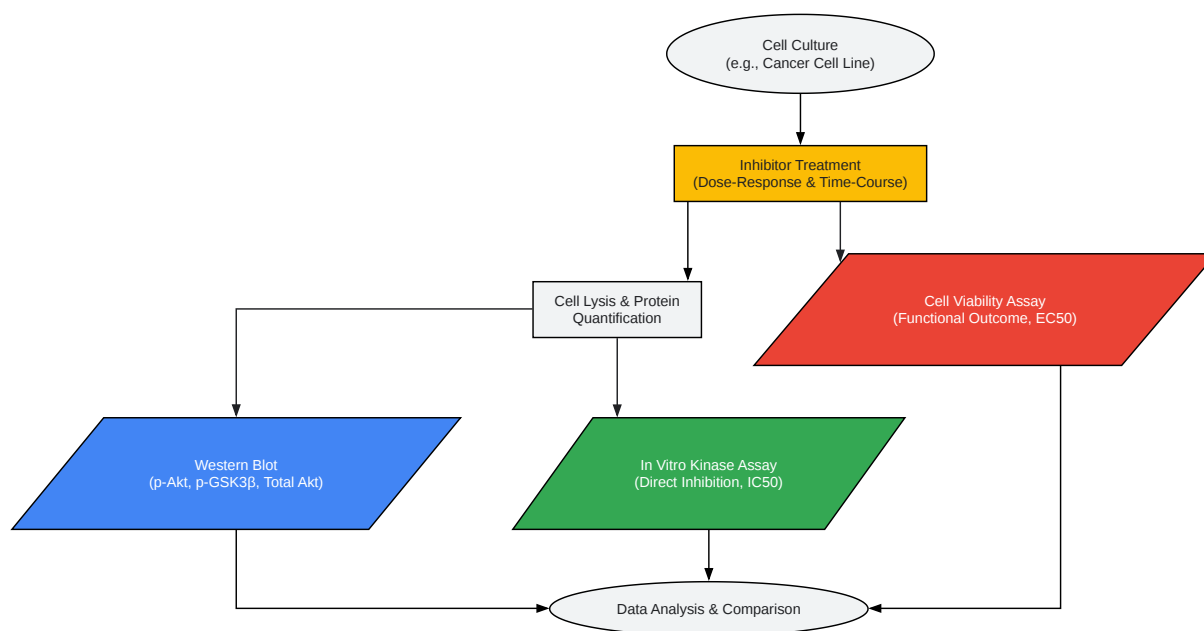 Cell Culture
(e.g., Cancer Cell Line)
Inhibitor Treatment
(Dose-Response & Time-Course)
Cell Lysis & Protein
Quantification
Cell Viability Assay
(Functional Outcome, EC50)
Western Blot
(p-Akt, p-GSK3β, Total Akt)
In Vitro Kinase Assay
(Direct Inhibition, IC50)
Data Analysis & Comparison